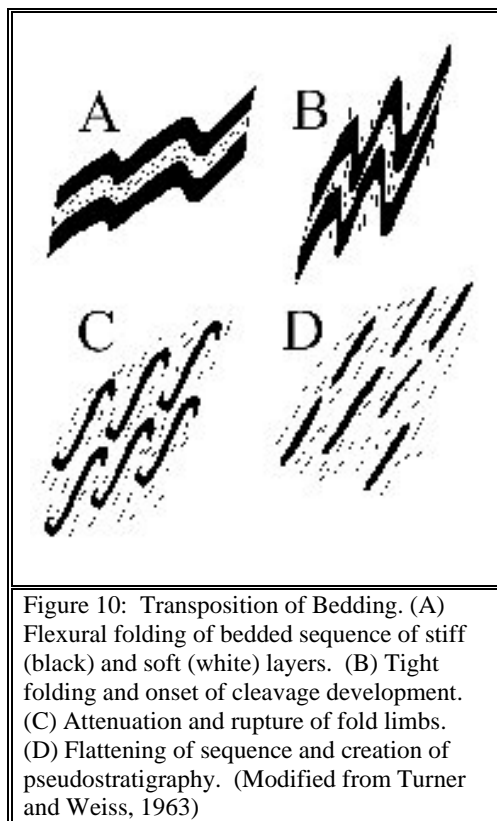 A
B
C
D
Figure 10: Transposition of Bedding. (A)
Flexural folding of bedded sequence of stiff
(black) and soft (white) layers. (B) Tight
folding and onset of cleavage development.
(C) Attenuation and rupture of fold limbs.
(D) Flattening of sequence and creation of
pseudostratigraphy. (Modified from Turner
and Weiss, 1963)